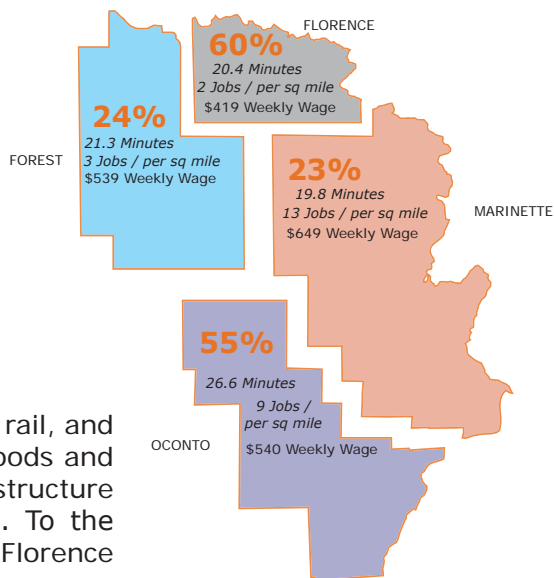 FLORENCE
60%
20.4 Minutes
2 Jobs / per sq mile
$419 Weekly Wage
24%
21.3 Minutes
3 Jobs / per sq mile
$539 Weekly Wage
FOREST
23%
19.8 Minutes
13 Jobs / per sq mile
$649 Weekly Wage
MARINETTE
55%
26.6 Minutes
9 Jobs /
per sq mile
$540 Weekly Wage
OCONTO
rail, and
oods and
structure
. To the
Florence